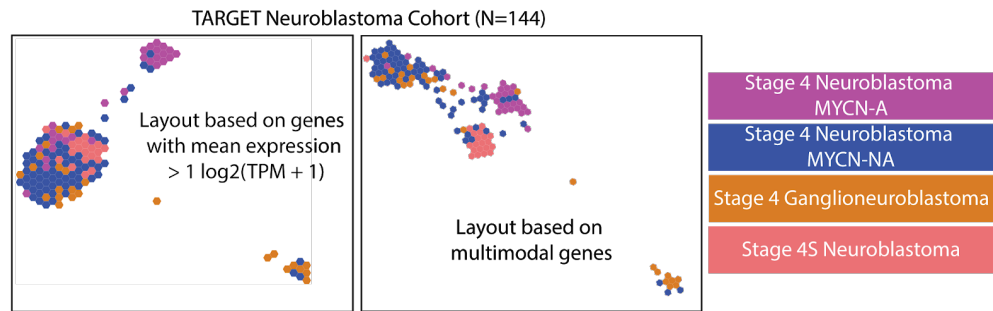 TARGET Neuroblastoma Cohort (N=144)
Layout based on genes
with mean expression
> 1 log2(TPM + 1)
Layout based on
multimodal genes
Stage 4 Neuroblastoma
MYCN-A
Stage 4 Neuroblastoma
MYCN-NA
Stage 4 Ganglioneuroblastoma
Stage 4S Neuroblastoma